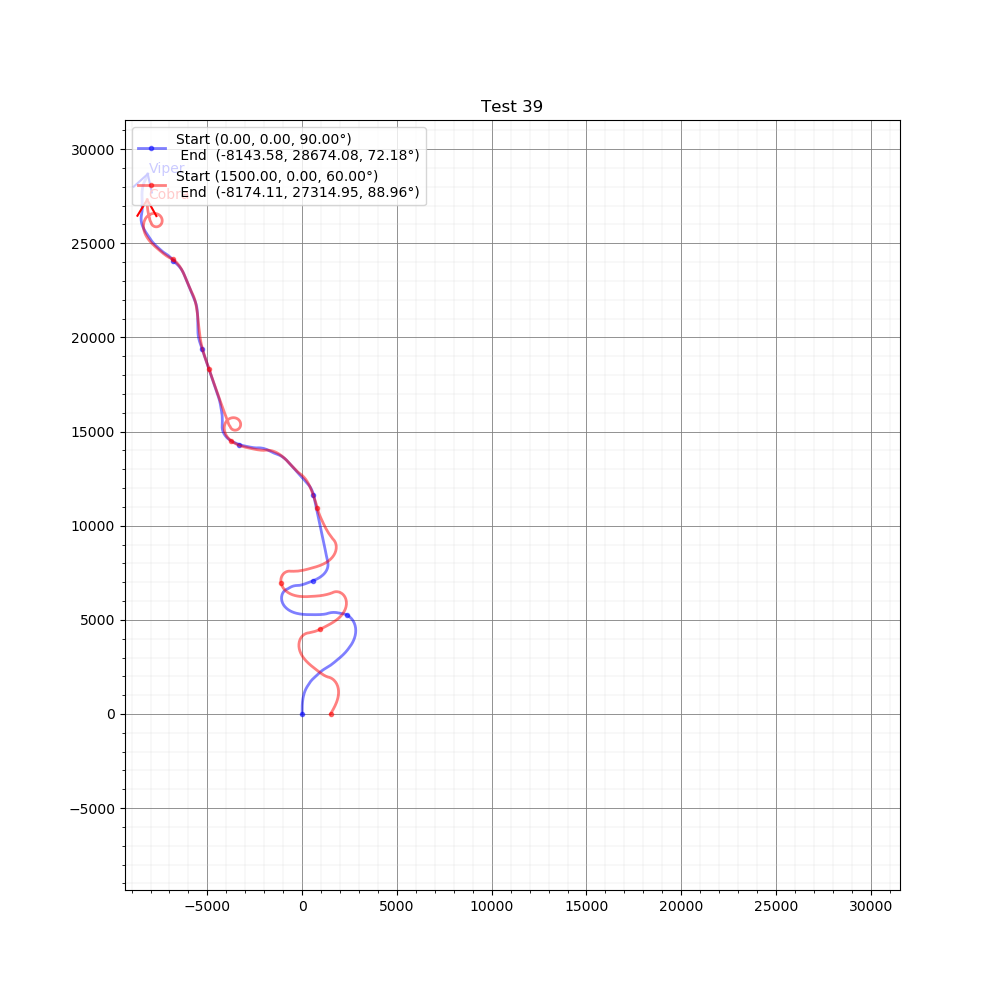 Test 39
Start (0.00, 0.00, 90.00°)
End (-8143.58, 28674.08, 72.18°)
Start (1500.00, 0.00, 60.00°)
End (-8174.11, 27314.95, 88.96°)
Viper
Cobra
30000
25000
20000
15000
10000
5000
0
−5000
−5000
0
5000
10000
15000
20000
25000
30000